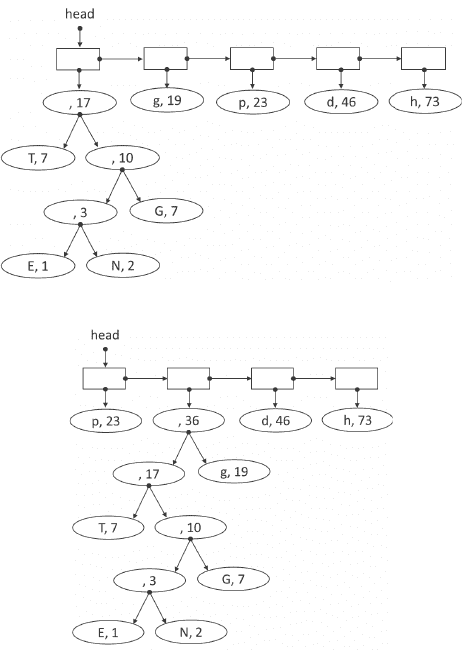 head
, 17 g, 19 p, 23 d, 46 h, 73
T, 7 , 10
, 3 G, 7
E, 1 N, 2
head
p, 23 , 36 d, 46 h, 73
, 17 g, 19
T, 7 , 10
, 3 G, 7
E, 1 N, 2